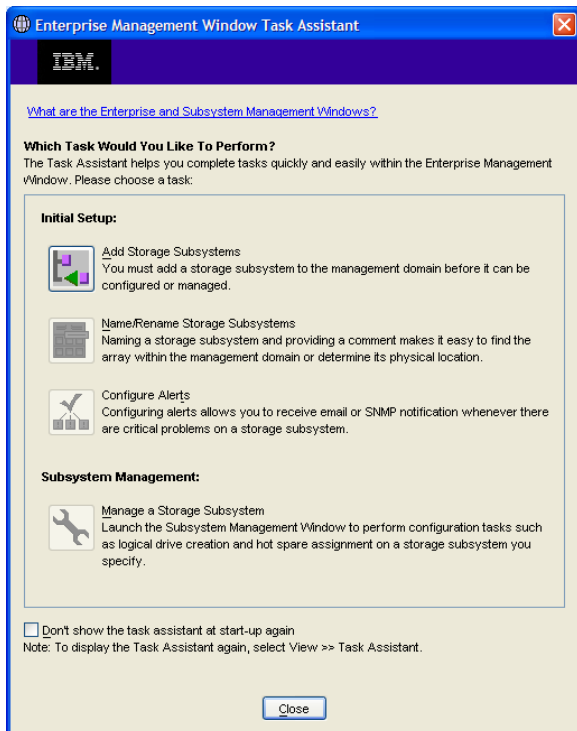 Enterprise Management Window Task Assistant
IBM.
What are the Enterprise and Subsystem Management Windows?
Which Task Would You Like To Perform?
The Task Assistant helps you complete tasks quickly and easily within the Enterprise Management
Window. Please choose a task:
Initial Setup:
Add Storage Subsystems
You must add a storage subsystem to the management domain before it can be
configured or managed.
Name/Rename Storage Subsystems
Naming a storage subsystem and providing a comment makes it easy to find the
array within the management domain or determine its physical location.
Configure Alerts
Configuring alerts allows you to receive email or SNMP notification whenever there
are critical problems on a storage subsystem.
Subsystem Management:
Manage a Storage Subsystem
Launch the Subsystem Management Window to perform configuration tasks such
as logical drive creation and hot spare assignment on a storage subsystem you
specify.
Don't show the task assistant at start-up again
Note: To display the Task Assistant again, select View >> Task Assistant.
Close